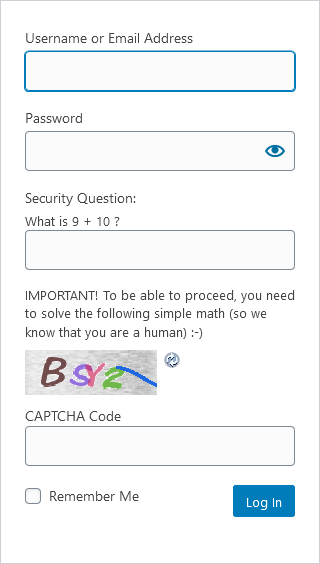 Username or Email Address
Password
Security Question:
What is 9 + 10 ?
IMPORTANT! To be able to proceed, you need
to solve the following simple math (so we
know that you are a human) :-)
BSYZ
CAPTCHA Code
Remember Me
Log In